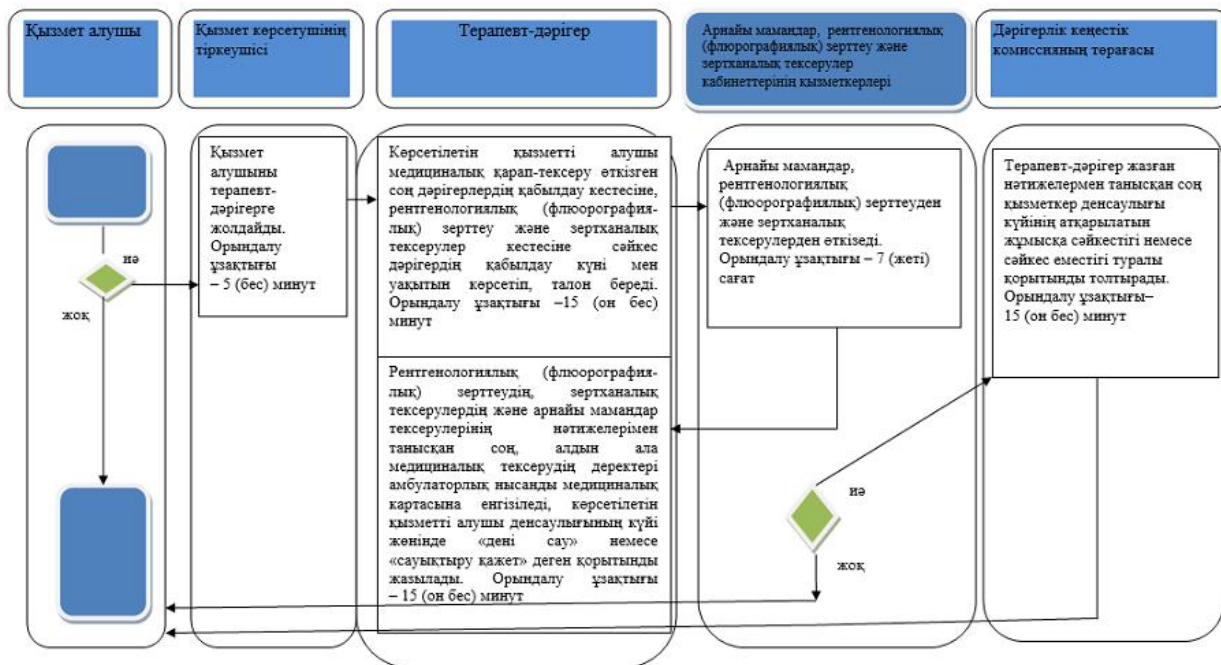 Қызмет алушы
Қызмет көрсетушінің
тіркеушісі
Терапевт-дәрігер
Арнайы мамандар, рентгенологиялық
(флюрографиялық) серттеу және
зертханалық тексерулер
кабинеттерінің қызметкерлері
Дәрігерлік кеңестік
комиссияның төрағасы
иә
жоқ
Қызмет
алушыны
терапевт-
дәрігерге
жолдайды.
Орындалу
ұзақтығы
– 5 (бес) минут
Көрсетілетін қызметті алушы
медициналық қарап-тексеру өткізген
соң дәрігерлердің қабылдау кестесіне,
рентгенологиялық (флюорография-
лық) зерттеу және зертханалық
тексерулер кестесіне сәйкес
дәрігердің қабылдау күні мен
уақытын көрсетіп, талон береді.
Орындалу ұзақтығы –15 (он бес)
минут
Рентгенологиялық (флюорография-
лық) зерттеудің, зертханалық
тексерулердің және арнайы мамандар
тексерулерінің нәтижелерімен
танысқан соң, алдын ала
медициналық тексерудің деректері
амбулаторлық нысанды медициналық
картасына енгізіледі, көрсетілетін
қызметті алушы денсаулығының күйі
жөнінде «дені сау» немесе
«сауықтыру қажет» деген қорытынды
жазылады. Орындалу ұзақтығы
– 15 (он бес) минут
Арнайы мамандар,
рентгенологиялық
(флюорографиялық) зерттеуден
және зертханалық
тексерулерден өткізеді.
Орындалу ұзақтығы – 7 (жеті)
сағат
иә
жоқ
Терапевт-дәрігер жазған
нәтижелермен танысқан соң
қызметкер денсаулығы
күйінің атқарылатын
жұмысқа сәйкестігі немесе
сәйкес еместігі туралы
қорытынды толтырады.
Орындалу ұзақтығы–
15 (он бес) минут